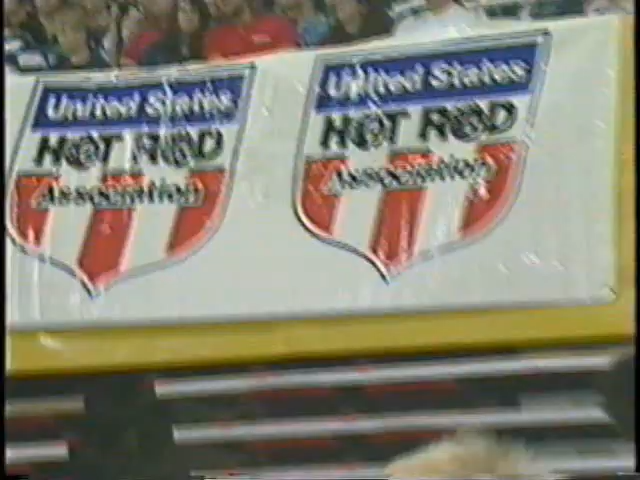 United States
HOT ROD
Association
United States
HOT ROD
Association